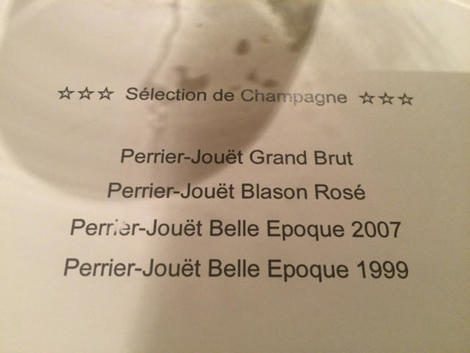 ☆☆☆ Sélection de Champagne ☆☆☆
Perrier-Jouët Grand Brut
Perrier-Jouët Blason Rosé
Perrier-Jouët Belle Epoque 2007
Perrier-Jouët Belle Epoque 1999